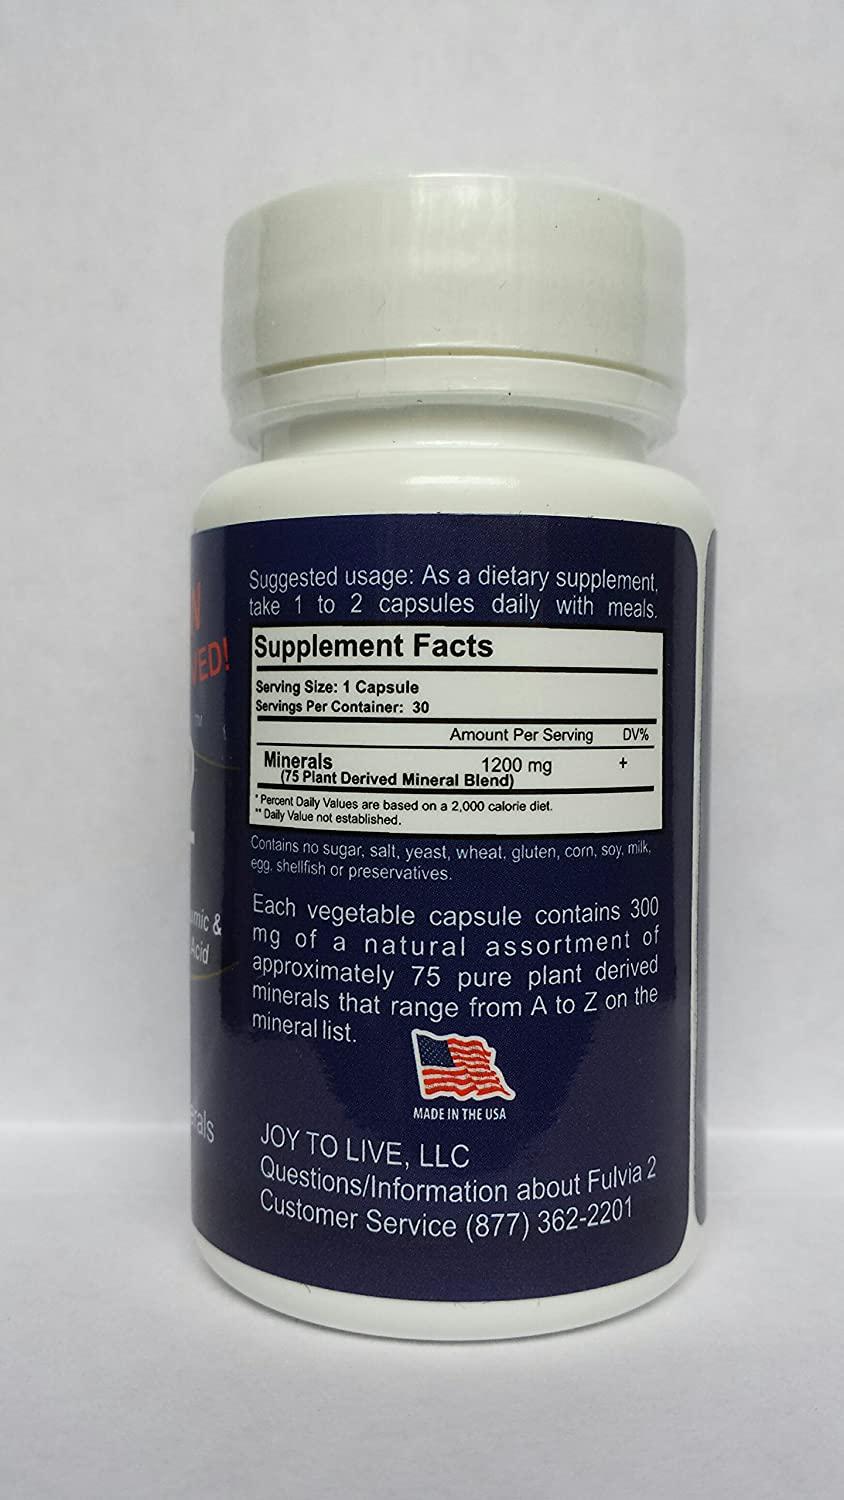 Suggested usage: As a dietary supplement,
take 1 to 2 capsules daily with meals.
Supplement Facts
Serving Size: 1 Capsule
Servings Per Container: 30
Amount Per Serving DV%
Minerals 1200 mg +
(75 Plant Derived Mineral Blend)
* Percent Daily Values are based on a 2,000 calorie diet.
** Daily Value not established.
Contains no sugar, salt, yeast, wheat, gluten, corn, soy, milk,
egg, shellfish or preservatives.
Each vegetable capsule contains 300
mg of a natural assortment of
approximately 75 pure plant derived
minerals that range from A to Z on the
mineral list.
MADE IN THE USA
JOY TO LIVE, LLC
Questions/Information about Fulvia 2
Customer Service (877) 362-2201
TM
2
&
Acid